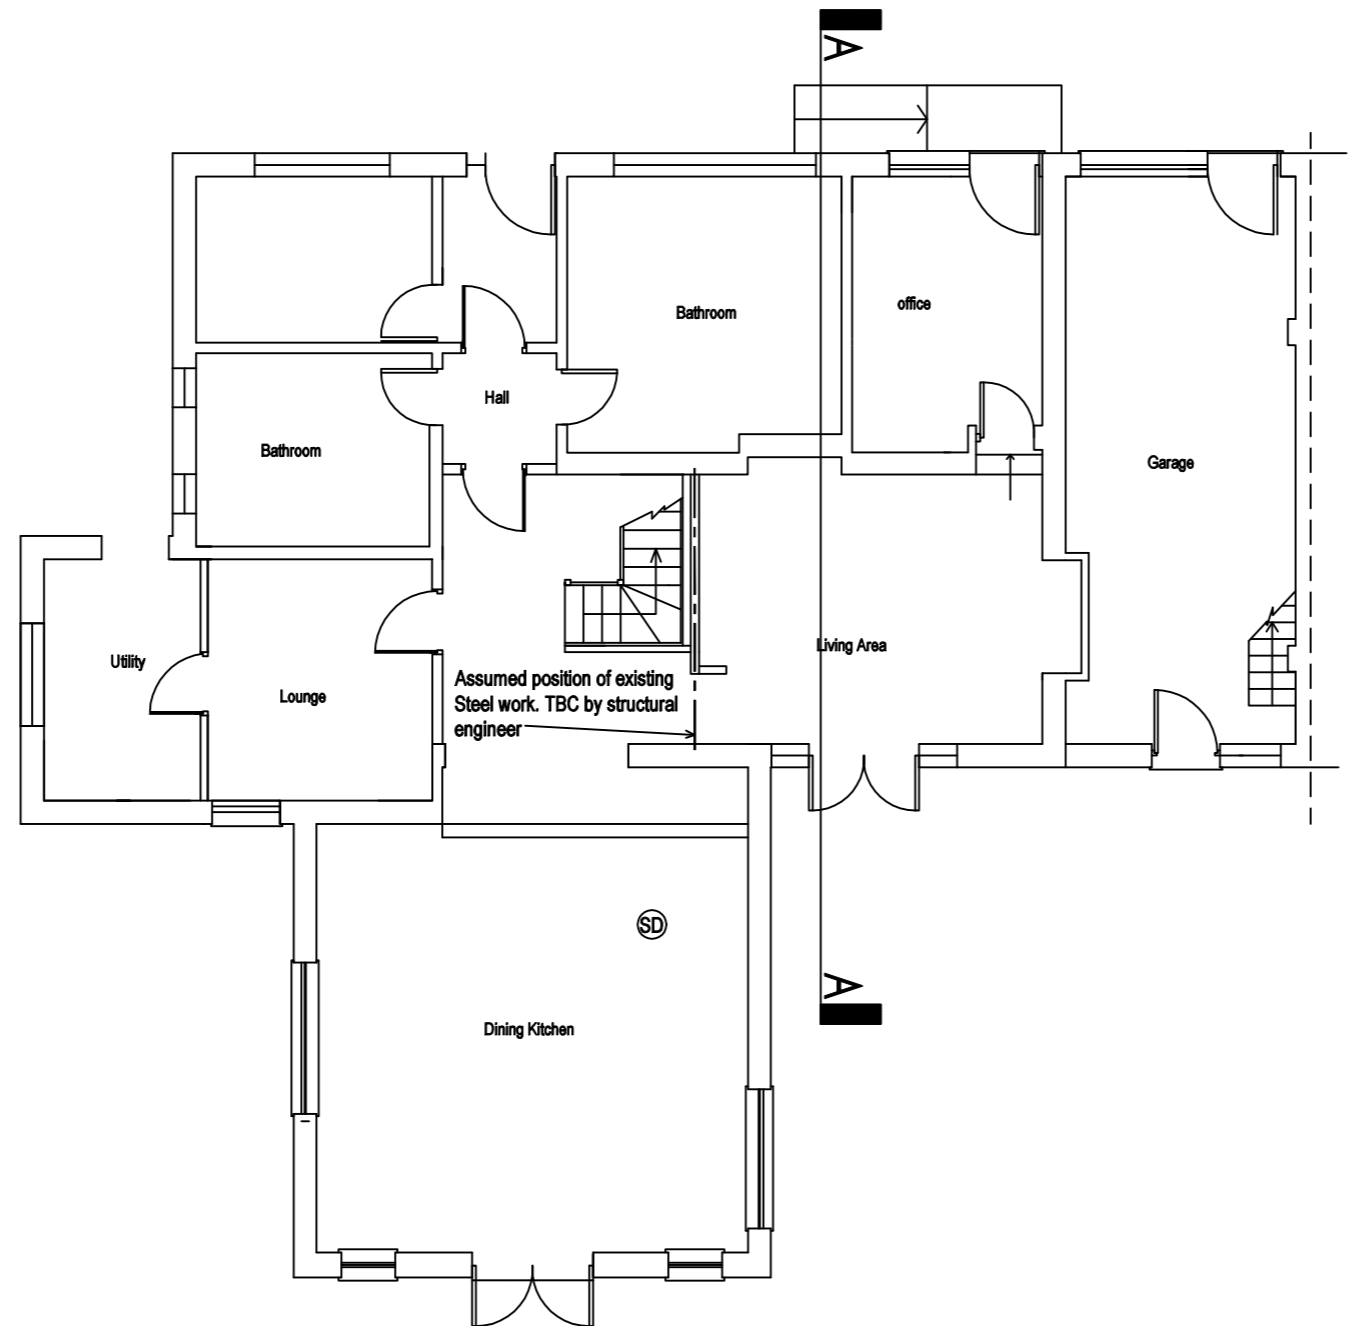 A
Bathroom
office
Hall
Bathroom
Garage
Living Area
Utility
Lounge
Assumed position of existing
Steel work. TBC by structural
engineer
SD
A
Dining Kitchen